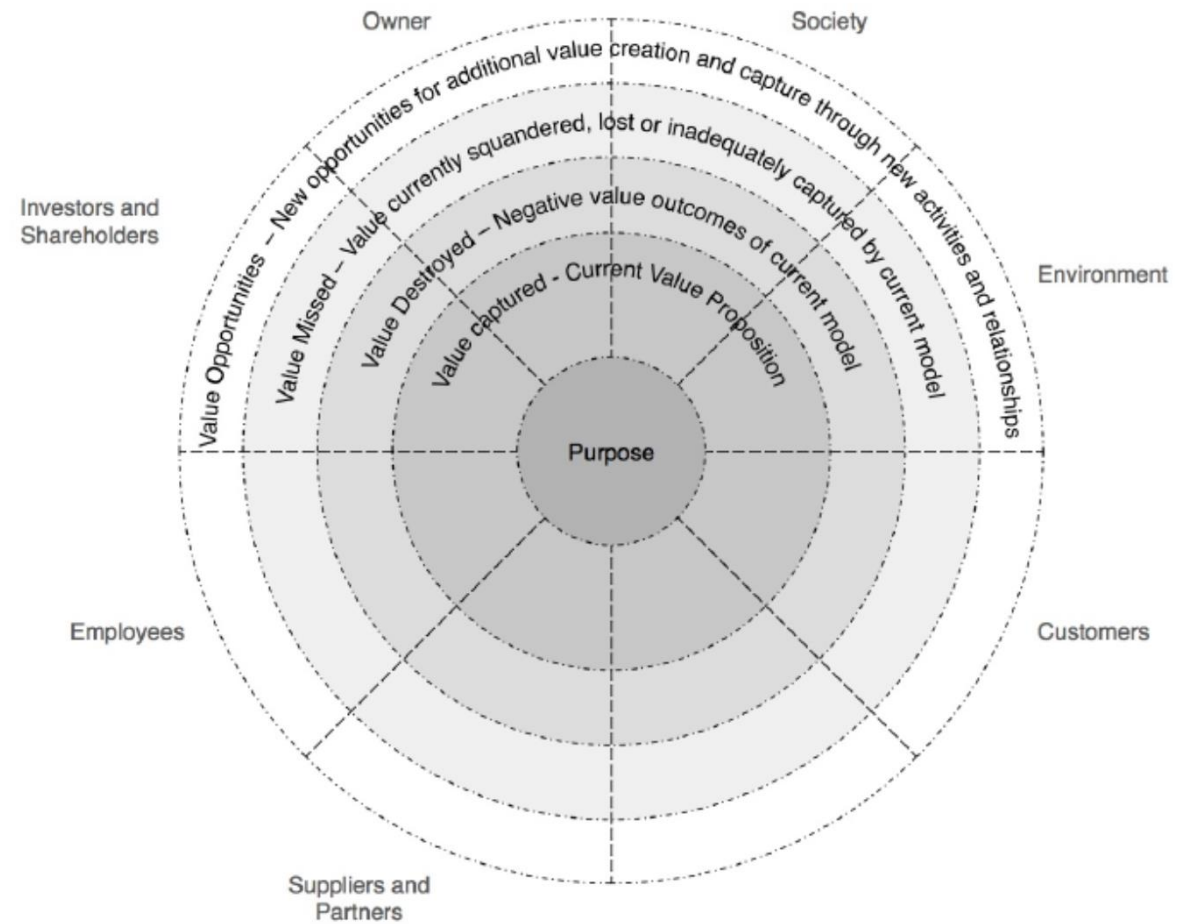 Owner
Society
Value Opportunities – New opportunities for additional value creation and capture through new activities and relationships
Value Missed – Value currently squandered, lost or inadequately captured by current model
Value Destroyed – Negative value outcomes of current model
Value captured - Current Value Proposition
Investors and
Shareholders
Environment
Purpose
Employees
Customers
Suppliers and
Partners